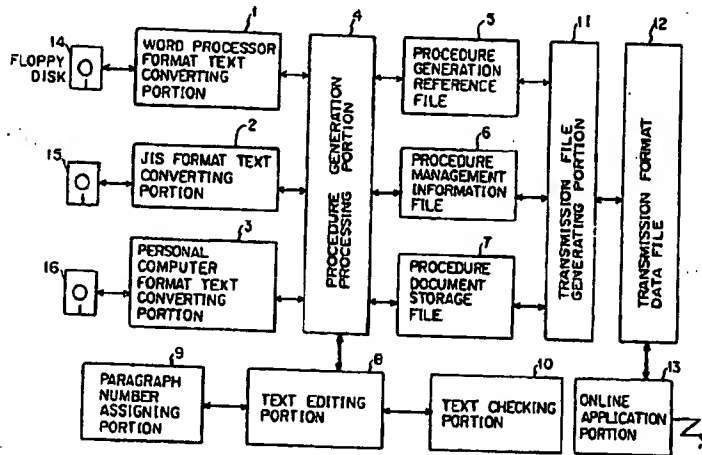 1
14
FLOPPY DISK
WORD PROCESSOR
FORMAT TEXT
CONVERTING
PORTION
2
15
JIS FORMAT TEXT
CONVERTING
PORTION
3
16
PERSONAL
COMPUTER
FORMAT TEXT
CONVERTING
PORTION
4
PROCEDURE GENERATION
PROCESSING PORTION
5
PROCEDURE
GENERATION
REFERENCE
FILE
6
PROCEDURE
MANAGEMENT
INFORMATION
FILE
7
PROCEDURE
DOCUMENT
STORAGE
FILE
11
TRANSMISSION FILE
GENERATING PORTION
12
TRANSMISSION FORMAT
DATA FILE
9
PARAGRAPH
NUMBER
ASSIGNING
PORTION
8
TEXT EDITING
PORTION
10
TEXT CHECKING
PORTION
13
ONLINE
APPLICATION
PORTION